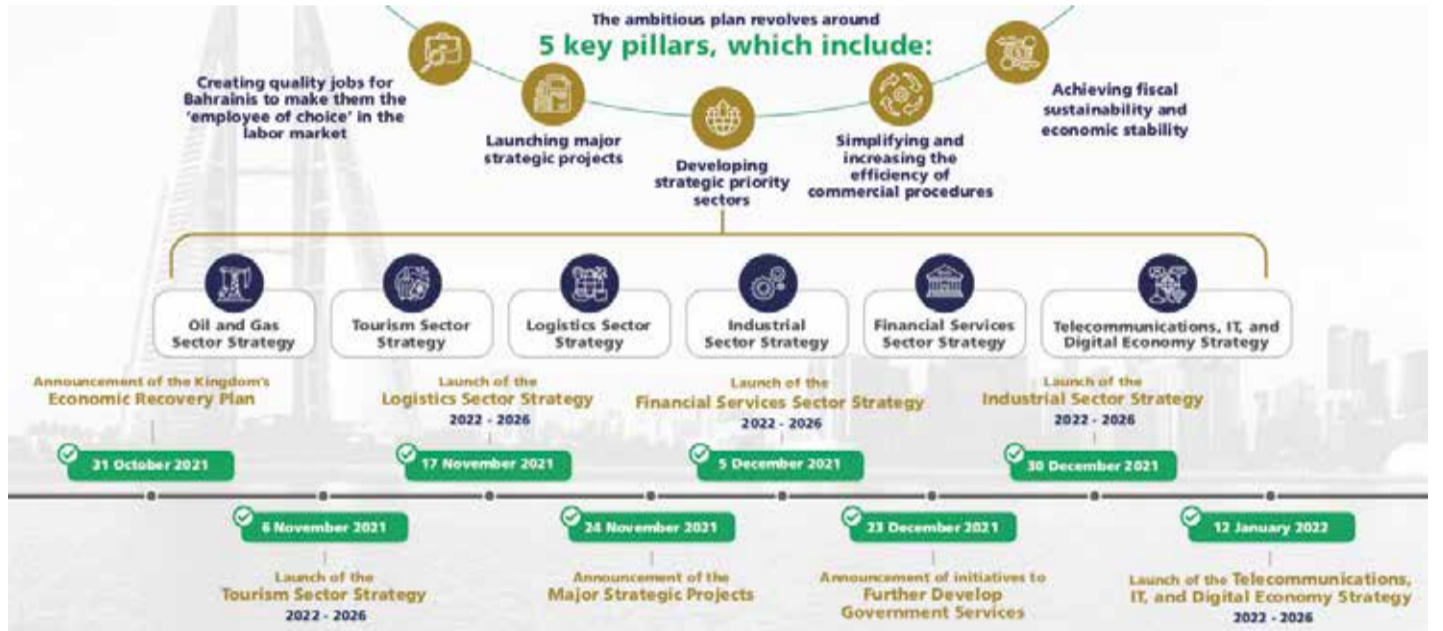 The ambitious plan revolves around
5 key pillars, which include:
Creating quality jobs for
Bahrainis to make them the
'employee of choice' in the
labor market
Launching major
strategic projects
Developing
strategic priority
sectors
Simplifying and
increasing the
efficiency of
commercial procedures
Achieving fiscal
sustainability and
economic stability
Oil and Gas
Sector Strategy
Tourism Sector
Strategy
Logistics Sector
Strategy
Industrial
Sector Strategy
Financial Services
Sector Strategy
Telecommunications, IT, and
Digital Economy Strategy
Announcement of the Kingdom's
Economic Recovery Plan
31 October 2021
Launch of the
Logistics Sector Strategy
2022 - 2026
17 November 2021
Launch of the
Financial Services Sector Strategy
2022 - 2026
5 December 2021
Launch of the
Industrial Sector Strategy
2022 - 2026
30 December 2021
6 November 2021
Launch of the
Tourism Sector Strategy
2022 - 2026
24 November 2021
Announcement of the
Major Strategic Projects
23 December 2021
Announcement of initiatives to
Further Develop
Government Services
12 January 2022
Launch of the Telecommunications,
IT, and Digital Economy Strategy
2022 - 2026